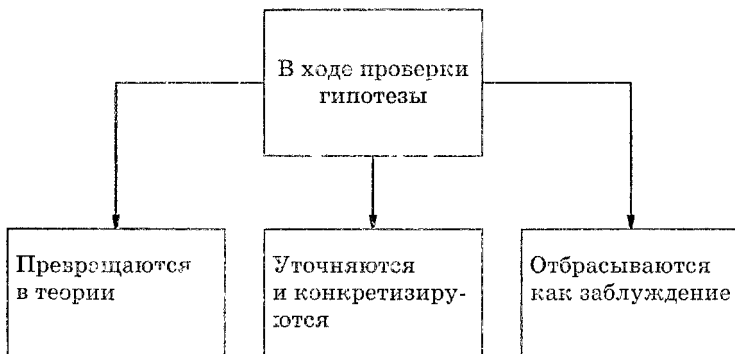 В ходе проверки
гипотезы
Превращаются
в теории
Уточняются
и конкретизиру-
ются
Отбрасываются
как заблуждение